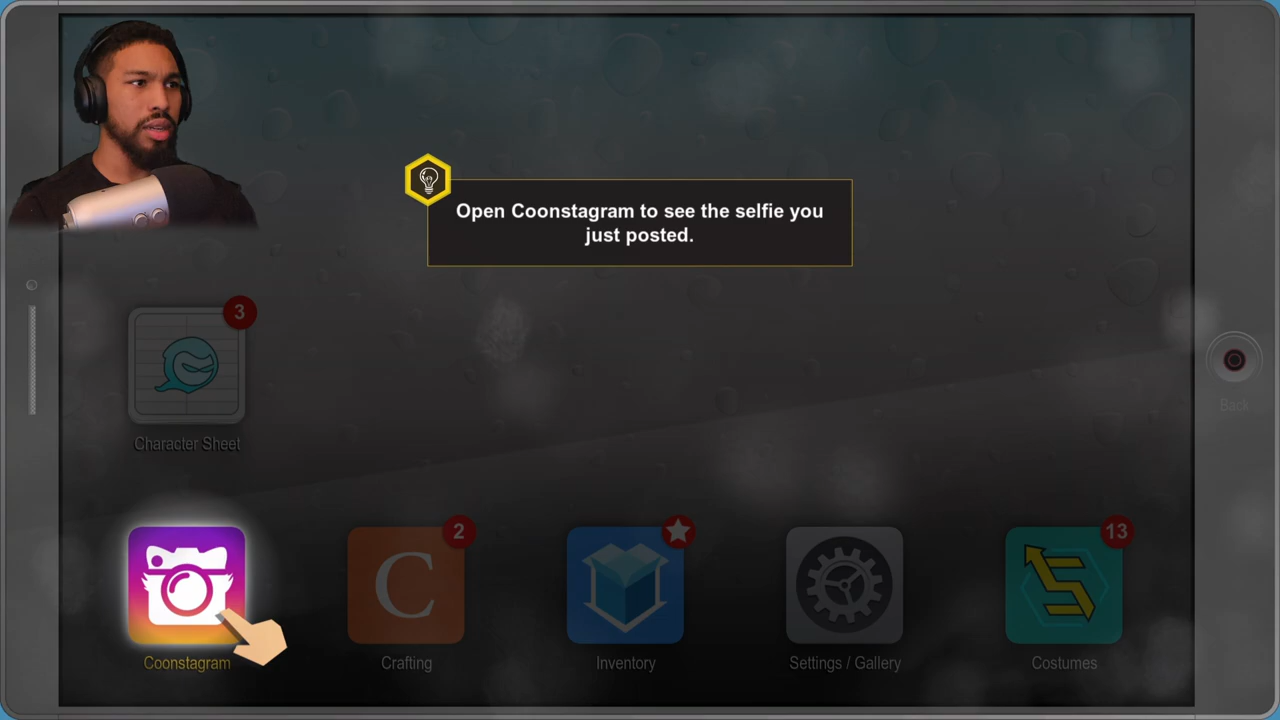 Open Coonstagram to see the selfie you
just posted.
3
Character Sheet
Back
2
13
C
Coonstagram
Crafting
Inventory
Settings / Gallery
Costumes